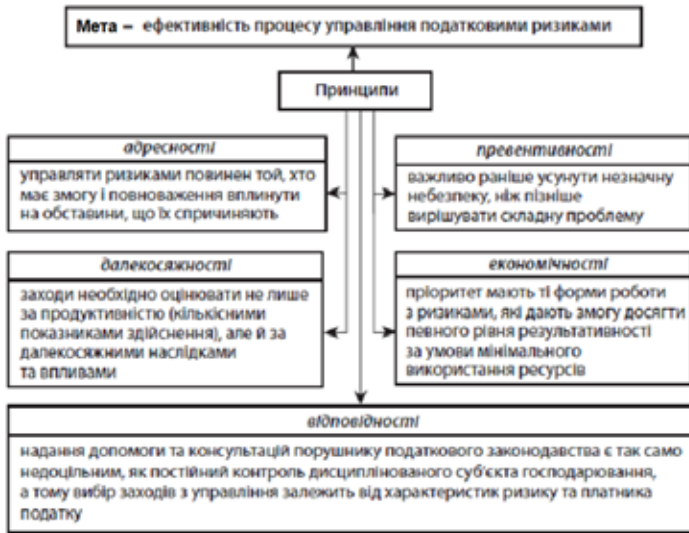 Мета – ефективність процесу управління податковими ризиками
Принципи
адресності
управляти ризиками повинен той, хто
має змогу і повноваження вплинути
на обставини, що їх спричиняють
превентивності
важливо раніше усунути незначну
небезпеку, ніж пізніше
вирішувати складну проблему
далекосяжності
заходи необхідно оцінювати не лише
за продуктивністю (кількісними
показниками здійснення), але й за
далекосяжними наслідками
та впливами
економічності
пріоритет мають ті форми роботи
з ризиками, які дають змогу досягти
певного рівня результативності
за умови мінімального
використання ресурсів
відповідності
надання допомоги та консультацій порушнику податкового законодавства є так само
недоцільним, як постійний контроль дисциплінованого суб'єкта господарювання,
а тому вибір заходів з управління залежить від характеристик ризику та платника
податку